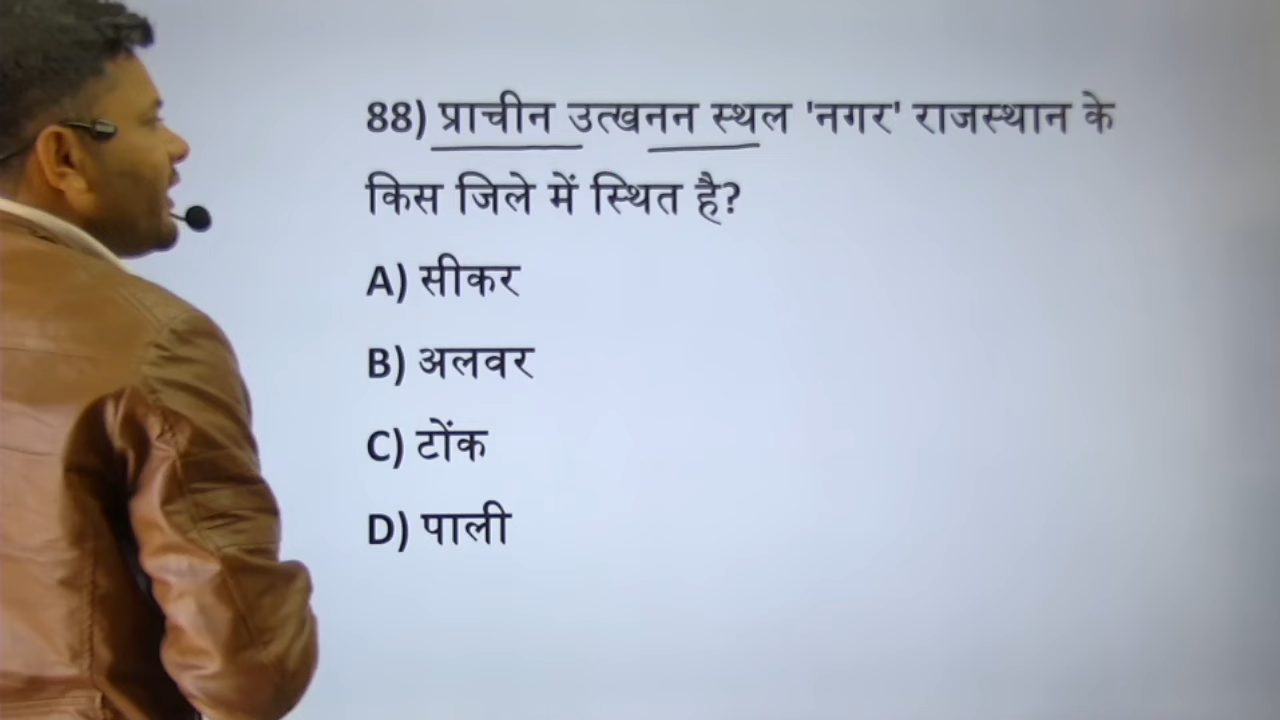 88) प्राचीन उत्खनन स्थल 'नगर' राजस्थान के
किस जिले में स्थित है?
A) सीकर
B) अलवर
C) टोंक
D) पाली